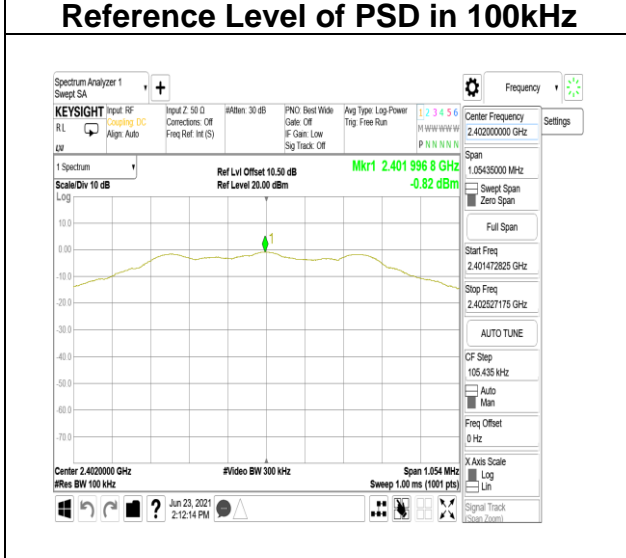 Reference Level of PSD in 100kHz
Spectrum Analyzer 1
Swept SA
Frequency
KEYSIGHT
RL
Input: RF
Coupling: DC
Align: Auto
Input Z: 50 Ω
Corrections: Off
Freq Ref: Int (S)
#Atten: 30 dB
PNO: Best Wide
Gate: Off
IF Gain: Low
Sig Track: Off
Avg Type: Log-Power
Trig: Free Run
1 2 3 4 5 6
M W W W W W
P N N N N N
Center Frequency
2.402000000 GHz
Settings
Span
1.05435000 MHz
Swept Span
Zero Span
Full Span
Start Freq
2.401472825 GHz
Stop Freq
2.402527175 GHz
AUTO TUNE
CF Step
105.435 kHz
Auto
Man
Freq Offset
0 Hz
X Axis Scale
Log
Lin
Signal Track
(Span Zoom)
1 Spectrum
Scale/Div 10 dB
Log
Ref Lvl Offset 10.50 dB
Ref Level 20.00 dBm
Mkr1 2.401 996 8 GHz
-0.82 dBm
1
10.0
0.00
-10.0
-20.0
-30.0
-40.0
-50.0
-60.0
-70.0
Center 2.4020000 GHz
#Res BW 100 kHz
#Video BW 300 kHz
Span 1.054 MHz
Sweep 1.00 ms (1001 pts)
Jun 23, 2021
2:12:14 PM